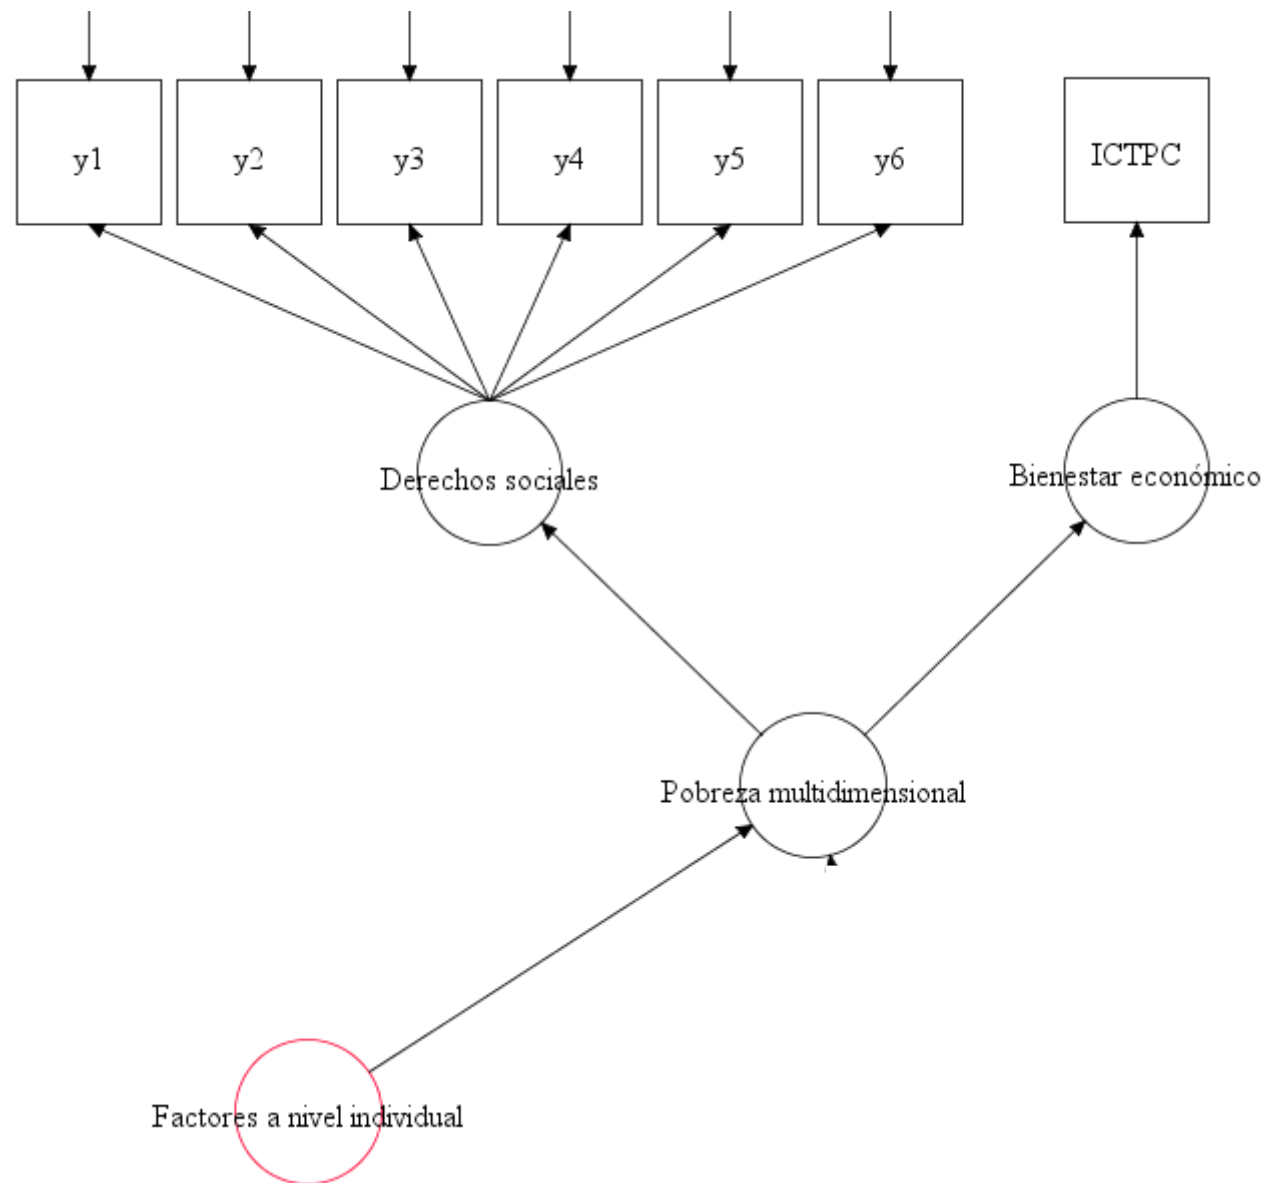 y1
y2
y3
y4
y5
y6
ICTPC
Derechos sociales
Bienestar económico
Pobreza multidimensional
Factores a nivel individual